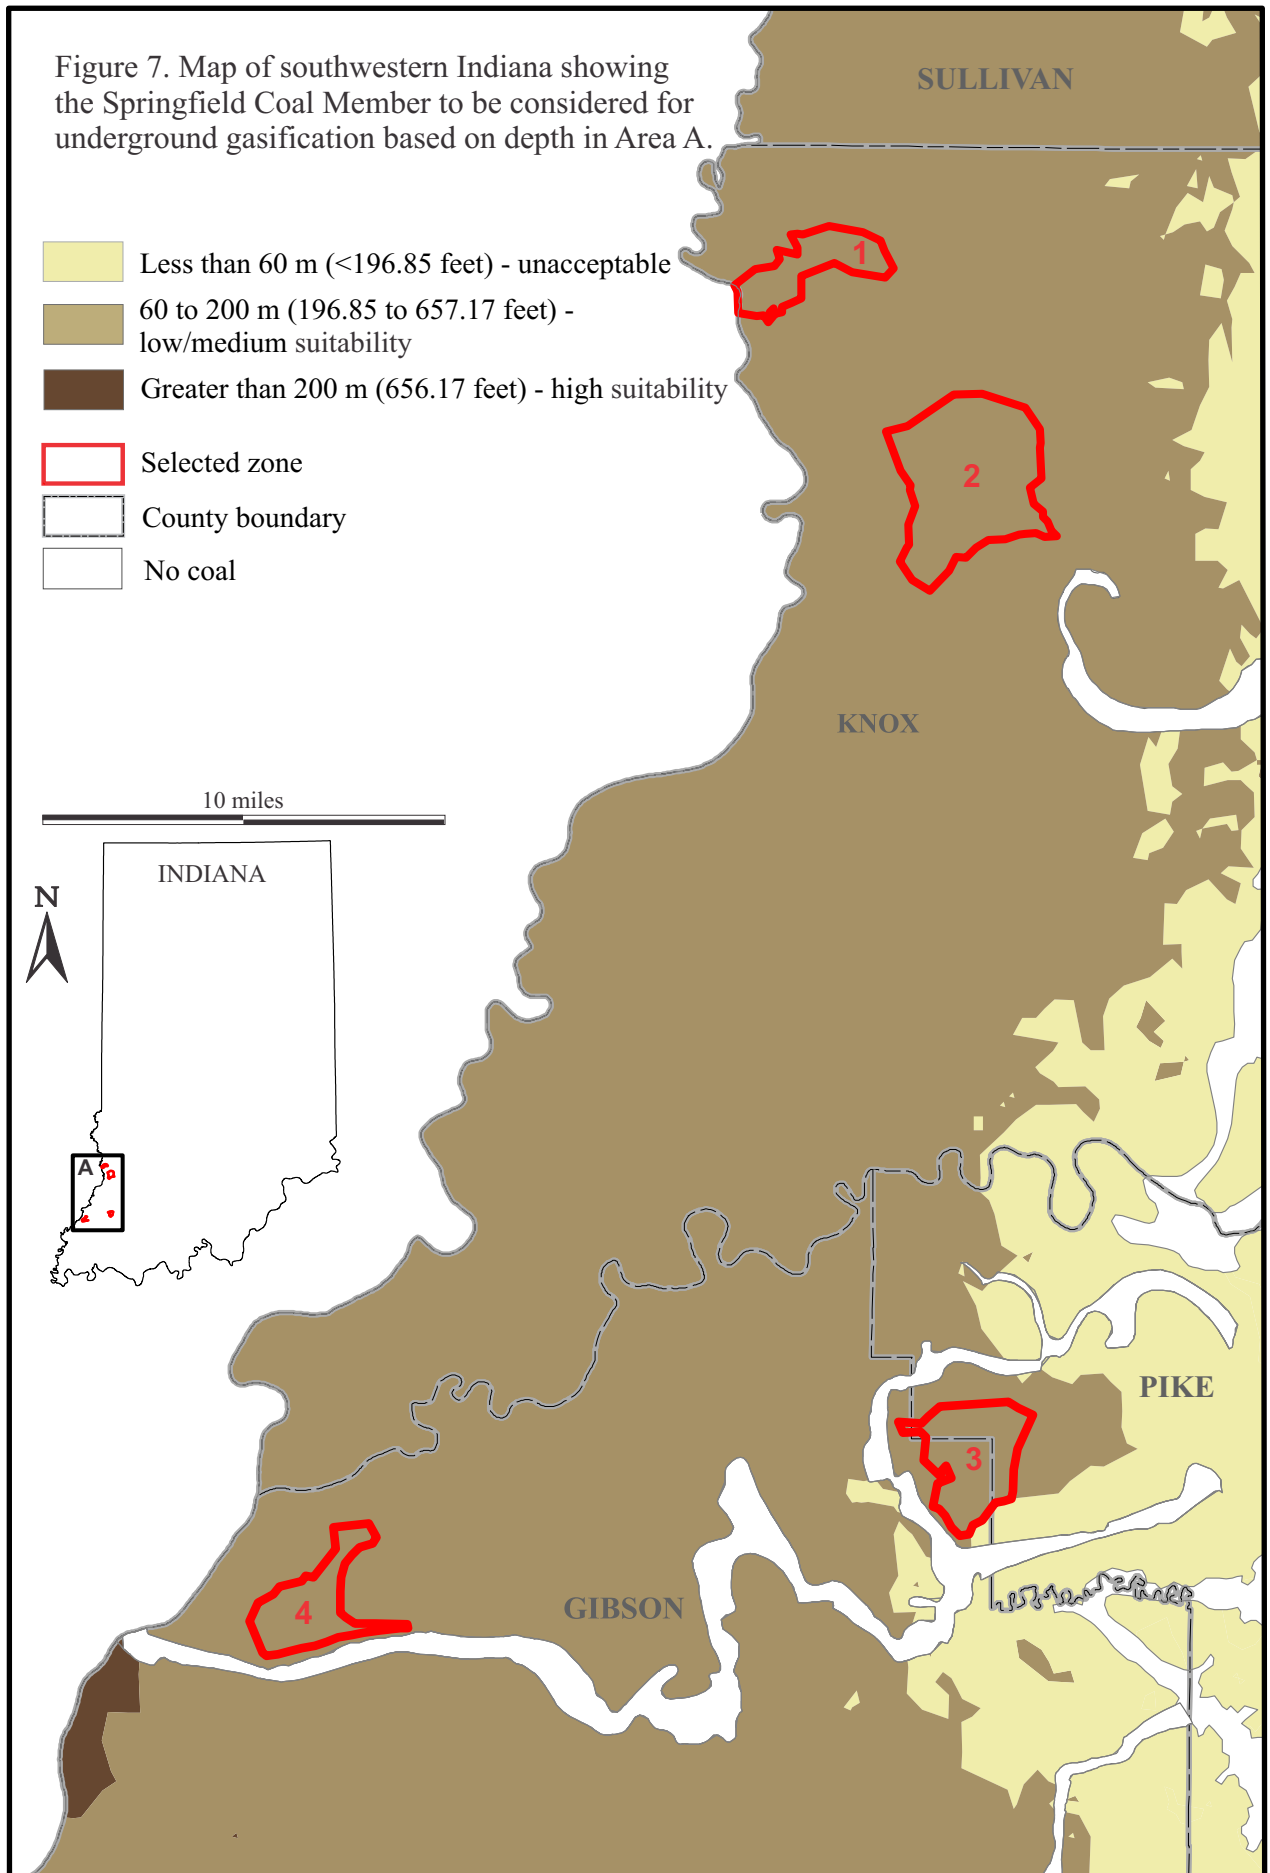 Figure 7. Map of southwestern Indiana showing
the Springfield Coal Member to be considered for
underground gasification based on depth in Area A.
SULLIVAN
Less than 60 m (<196.85 feet) - unacceptable
60 to 200 m (196.85 to 657.17 feet) -
low/medium suitability
Greater than 200 m (656.17 feet) - high suitability
Selected zone
County boundary
No coal
1
2
KNOX
10 miles
INDIANA
N
A
PIKE
3
4
GIBSON